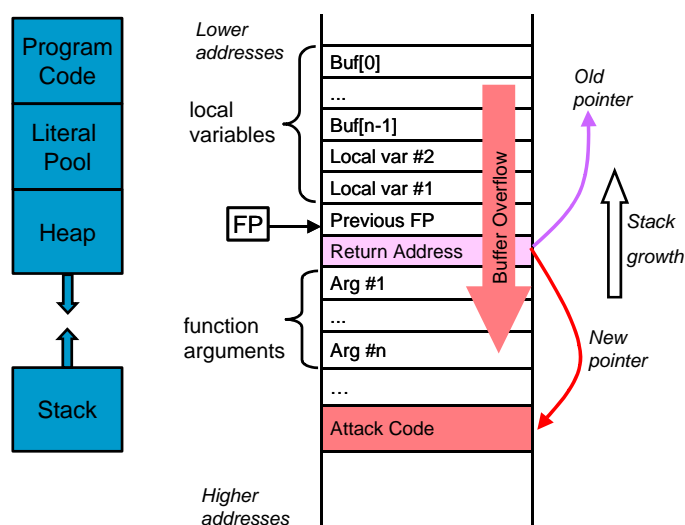 Program
Code
Literal
Pool
Heap
Stack
Lower
addresses
local
variables
FP
function
arguments
Higher
addresses
Buf[0]
...
Buf[n-1]
Local var #2
Local var #1
Previous FP
Return Address
Arg #1
...
Arg #n
...
Attack Code
Buffer Overflow
Old
pointer
Stack
growth
New
pointer